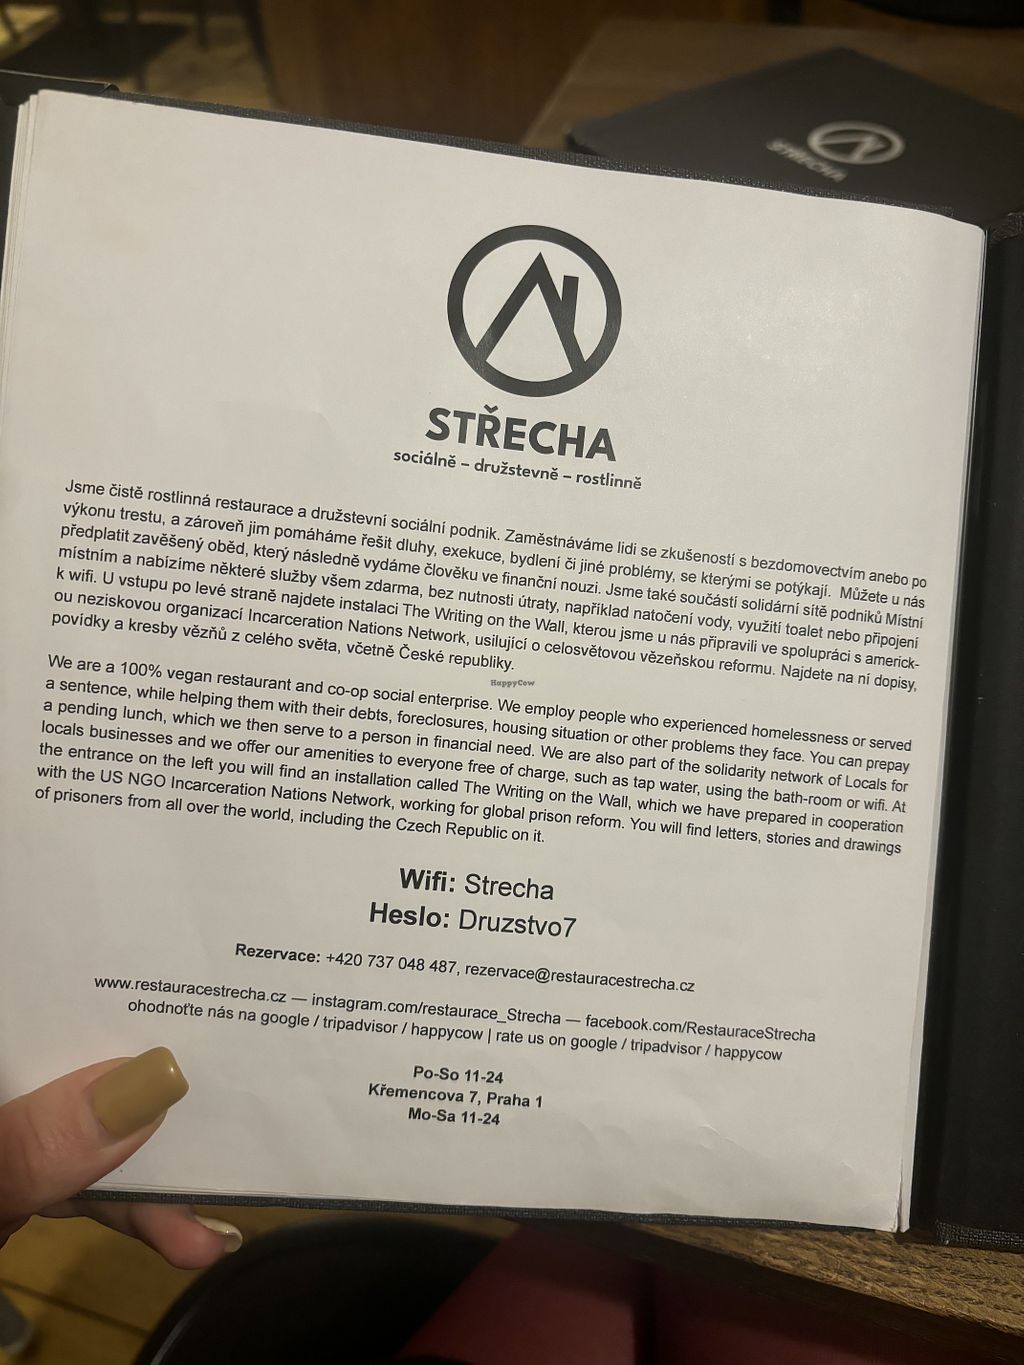 STŘECHA
STŘECHA
sociálně – družstevně – rostlinně
Jsme čistě rostlinná restaurace a družstevní sociální podnik. Zaměstnáváme lidi se zkušeností s bezdomovectvím anebo po
výkonu trestu, a zároveň jim pomáháme řešit dluhy, exekuce, bydlení či jiné problémy, se kterými se potýkají. Můžete u nás
předplatit zavěšený oběd, který následně vydáme člověku ve finanční nouzi. Jsme také součástí solidární sítě podniků Místní
místním a nabízíme některé služby všem zdarma, bez nutnosti útraty, například natočení vody, využití toalet nebo připojení
k wifi. U vstupu po levé straně najdete instalaci The Writing on the Wall, kterou jsme u nás připravili ve spolupráci s americk-
ou neziskovou organizací Incarceration Nations Network, usilující o celosvětovou vězeňskou reformu. Najdete na ní dopisy,
povídky a kresby vězňů z celého světa, včetně České republiky.
HappyCow
We are a 100% vegan restaurant and co-op social enterprise. We employ people who experienced homelessness or served
a sentence, while helping them with their debts, foreclosures, housing situation or other problems they face. You can prepay
a pending lunch, which we then serve to a person in financial need. We are also part of the solidarity network of Locals for
locals businesses and we offer our amenities to everyone free of charge, such as tap water, using the bath-room or wifi. At
the entrance on the left you will find an installation called The Writing on the Wall, which we have prepared in cooperation
with the US NGO Incarceration Nations Network, working for global prison reform. You will find letters, stories and drawings
of prisoners from all over the world, including the Czech Republic on it.
Wifi: Strecha
Heslo: Druzstvo7
Rezervace: +420 737 048 487, rezervace@restauracestrecha.cz
www.restauracestrecha.cz — instagram.com/restaurace_Strecha — facebook.com/RestauraceStrecha
ohodnoťte nás na google / tripadvisor / happycow | rate us on google / tripadvisor / happycow
Po-So 11-24
Křemencova 7, Praha 1
Mo-Sa 11-24